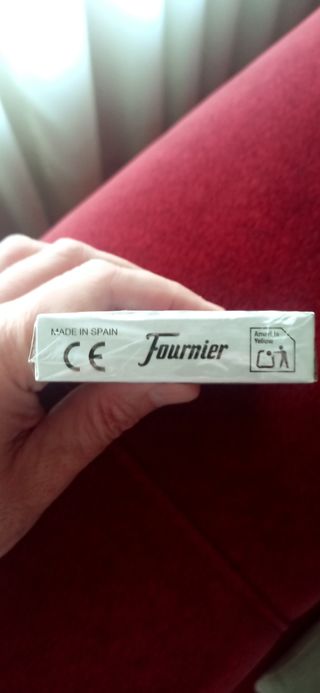 MADE IN SPAIN
CE
Fournier
Amarillo
Yellow